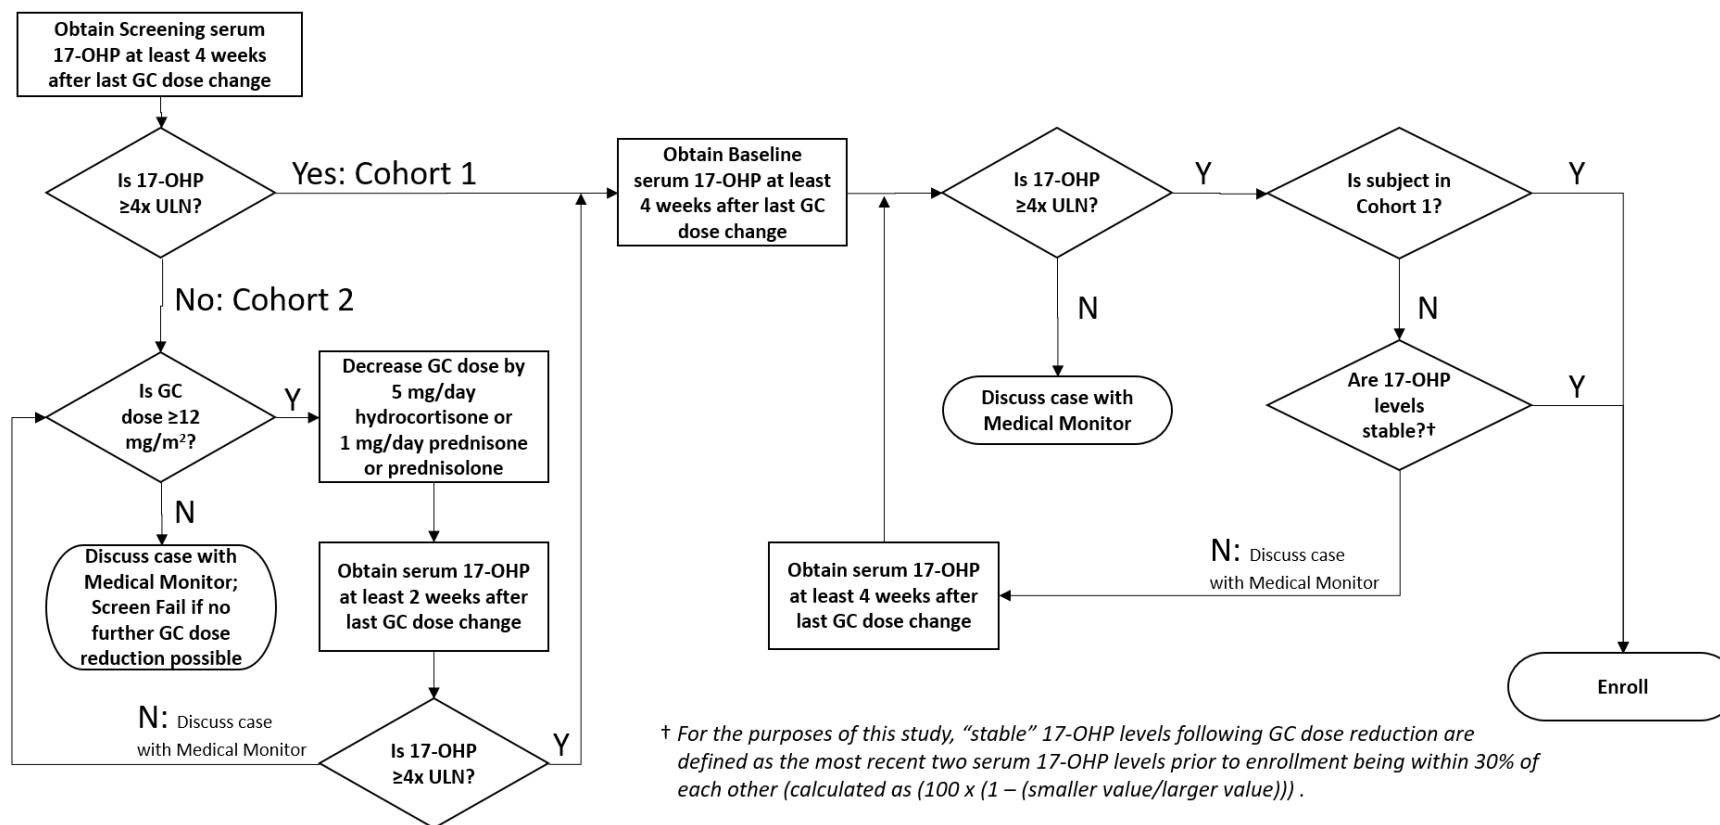 Obtain Screening serum
17-OHP at least 4 weeks
after last GC dose change
Is 17-OHP
≥4x ULN?
Yes: Cohort 1
No: Cohort 2
Is GC
dose ≥12
mg/m²?
Y
N
Discuss case with
Medical Monitor;
Screen Fail if no
further GC dose
reduction possible
Decrease GC dose by
5 mg/day
hydrocortisone or
1 mg/day prednisone
or prednisolone
Obtain serum 17-OHP
at least 2 weeks after
last GC dose change
Is 17-OHP
≥4x ULN?
N: Discuss case
with Medical Monitor
Y
Obtain Baseline
serum 17-OHP at least
4 weeks after last GC
dose change
Is 17-OHP
≥4x ULN?
Y
N
Discuss case with
Medical Monitor
Is subject in
Cohort 1?
Y
N
Are 17-OHP
levels
stable?†
Y
N: Discuss case
with Medical Monitor
Obtain serum 17-OHP
at least 4 weeks after
last GC dose change
Enroll
† For the purposes of this study, “stable” 17-OHP levels following GC dose reduction are
defined as the most recent two serum 17-OHP levels prior to enrollment being within 30% of
each other (calculated as (100 x (1 – (smaller value/larger value))) .